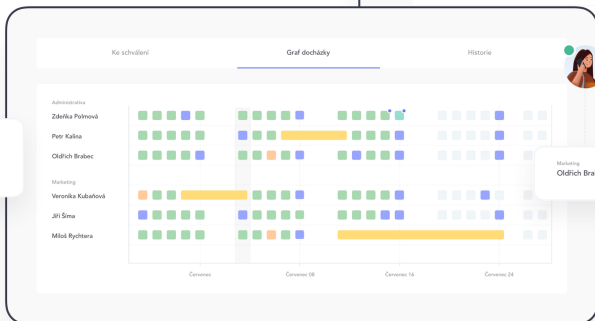 Ke schválení
Graf docházky
Historie
Administrativa
Zdeňka Polmová
Petr Kalina
Oldřich Brabec
Marketing
Veronika Kubaňová
Jiří Šíma
Miloš Rychtera
Červenec
Červenec 08
Červenec 16
Červenec 24
Marketing
Oldřich Bra